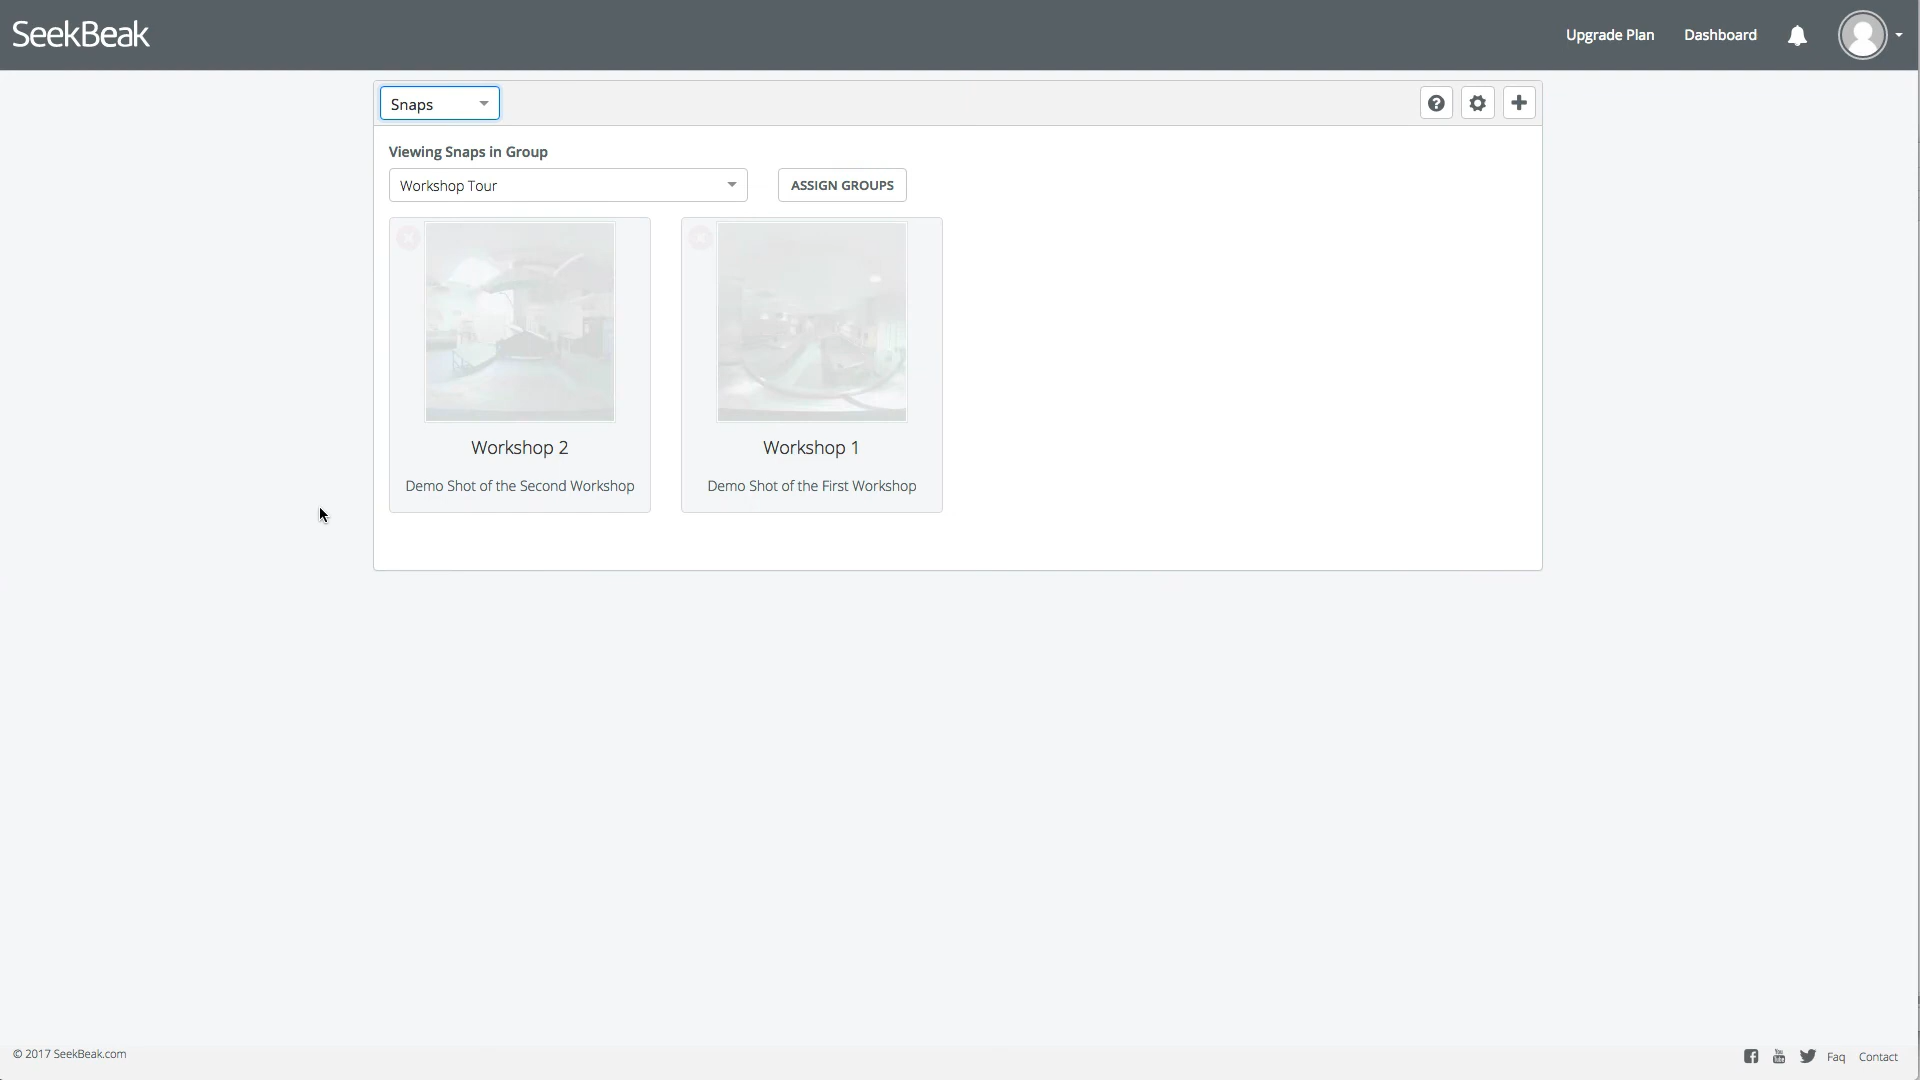 SeekBeak
Upgrade Plan
Dashboard
Snaps
Viewing Snaps in Group
Workshop Tour
ASSIGN GROUPS
Workshop 2
Demo Shot of the Second Workshop
Workshop 1
Demo Shot of the First Workshop
© 2017 SeekBeak.com
Faq
Contact